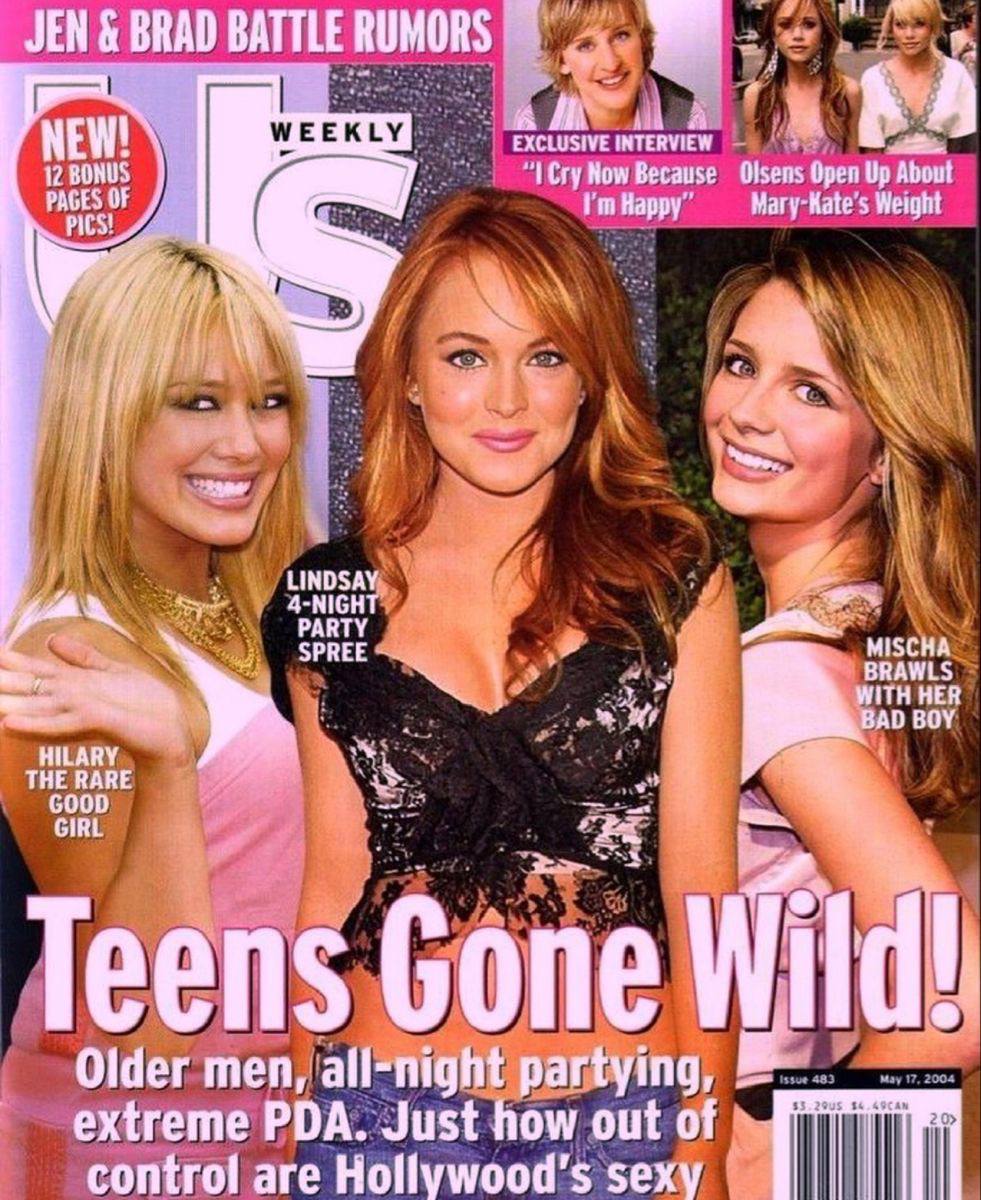 JEN & BRAD BATTLE RUMORS
Us
WEEKLY
NEW!
12 BONUS
PAGES OF
PICS!
EXCLUSIVE INTERVIEW
"I Cry Now Because
I'm Happy"
Olsens Open Up About
Mary-Kate's Weight
LINDSAY
4-NIGHT
PARTY
SPREE
MISCHA
BRAWLS
WITH HER
BAD BOY
HILARY
THE RARE
GOOD
GIRL
Teens Gone Wild!
Older men, all-night partying,
extreme PDA. Just how out of
control are Hollywood's sexy
Issue 483 May 17, 2004
$3.29US $4.49CAN
20>